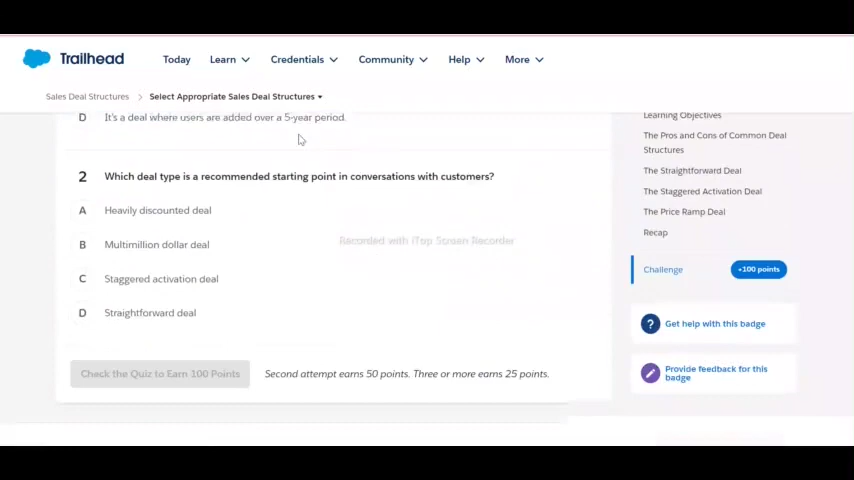 Trailhead Today Learn Credentials Community Help More
Sales Deal Structures > Select Appropriate Sales Deal Structures
D It's a deal where users are added over a 5-year period.
2 Which deal type is a recommended starting point in conversations with customers?
A Heavily discounted deal
B Multimillion dollar deal
C Staggered activation deal
D Straightforward deal
Check the Quiz to Earn 100 Points Second attempt earns 50 points. Three or more earns 25 points.
Recorded with iTop Screen Recorder
Learning Objectives
The Pros and Cons of Common Deal
Structures
The Straightforward Deal
The Staggered Activation Deal
The Price Ramp Deal
Recap
Challenge +100 points
? Get help with this badge
Provide feedback for this
badge